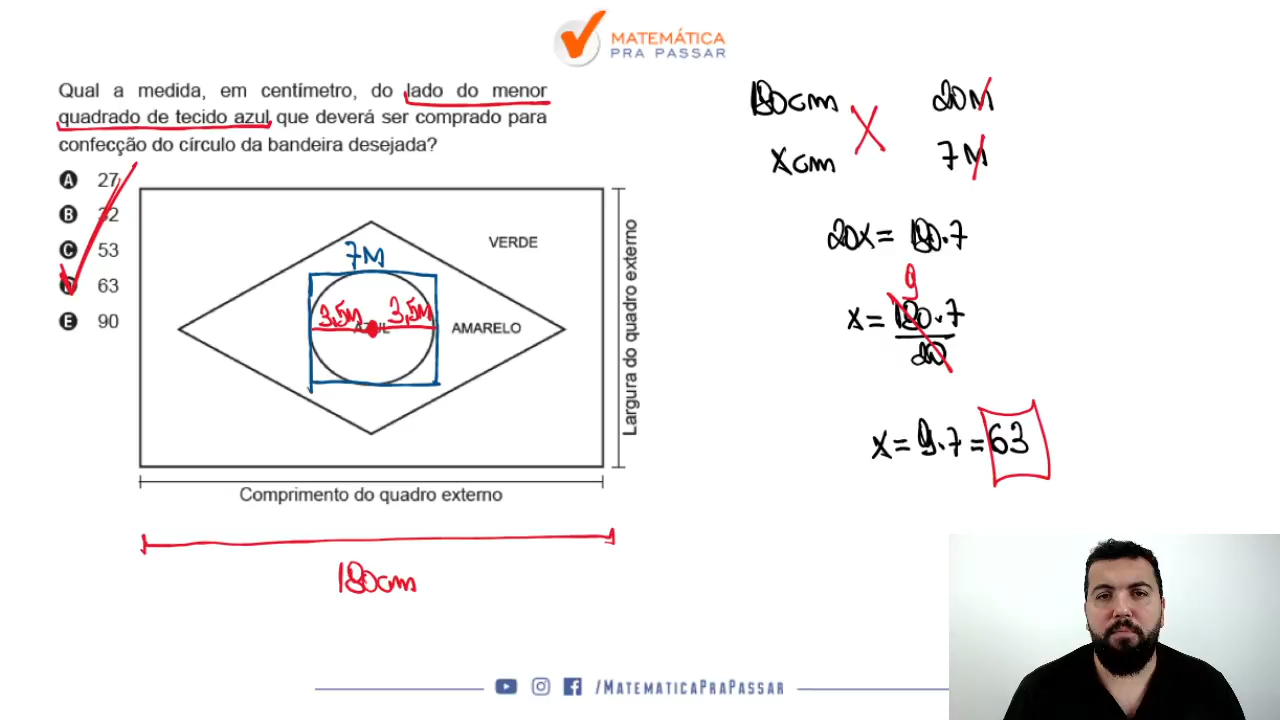 MATEMÁTICA
PRA PASSAR
Qual a medida, em centímetro, do lado do menor
quadrado de tecido azul que deverá ser comprado para
confecção do círculo da bandeira desejada?
A 27
B 32
C 53
D 63
E 90
VERDE
7M
3,5M 3,5M
AZUL
AMARELO
Largura do quadro externo
Comprimento do quadro externo
180cm
180cm 20M
xcm 7M
20x = 180.7
9
x = 180.7
20
x = 9.7 = 63
/MATEMATICAPRAPASSAR